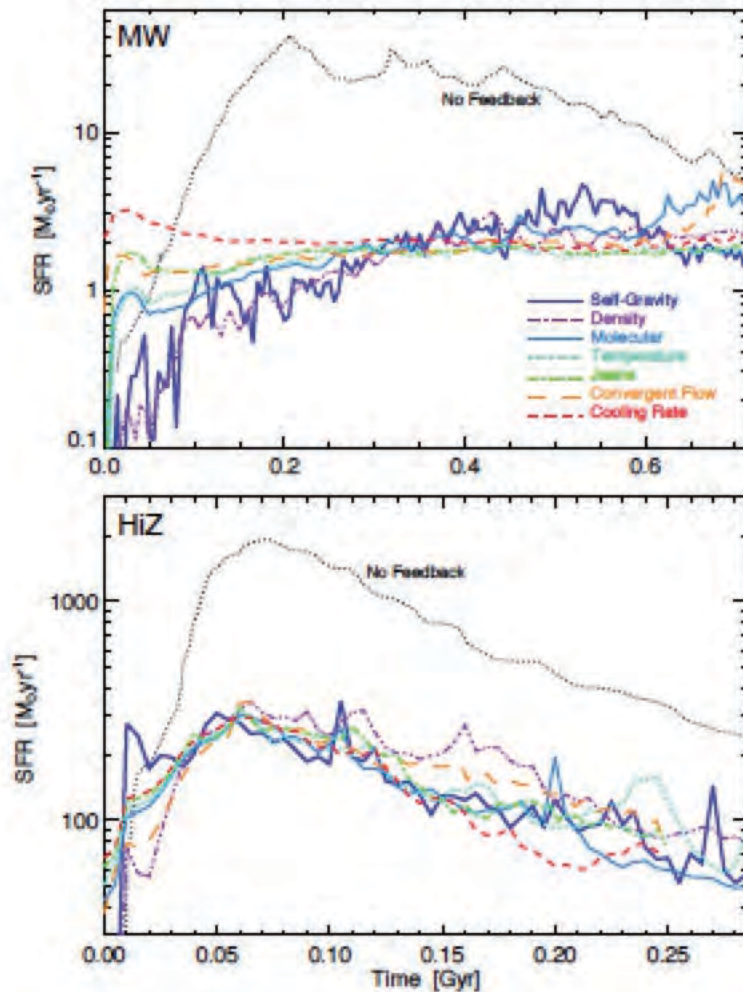 MW
No Feedback
SFR [M☉yr⁻¹]
10
1
0.1
Self-Gravity
Density
Molecular
Temperature
Jeans
Convergent Flow
Cooling Rate
0.0 0.2 0.4 0.6
HiZ
No Feedback
SFR [M☉yr⁻¹]
1000
100
0.00 0.05 0.10 0.15 0.20 0.25
Time [Gyr]